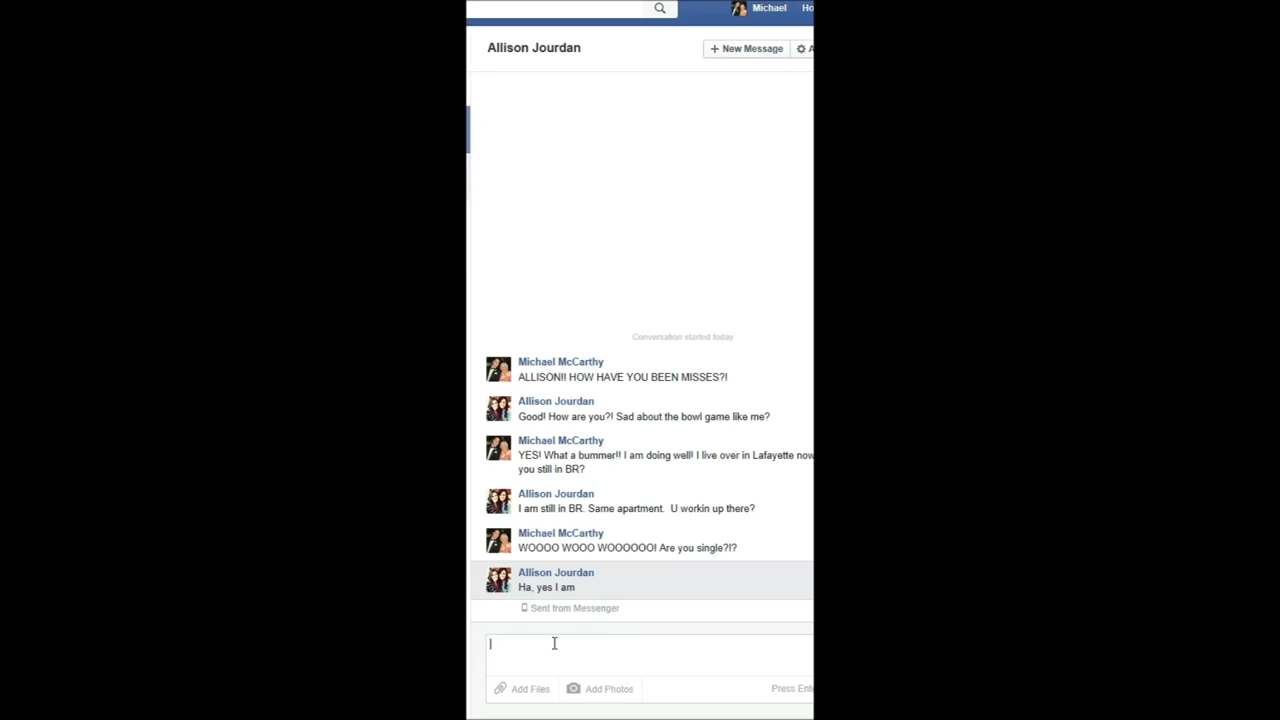 Michael Ho
Allison Jourdan
+ New Message A
Conversation started today
Michael McCarthy
ALLISON!! HOW HAVE YOU BEEN MISSES?!
Allison Jourdan
Good! How are you?! Sad about the bowl game like me?
Michael McCarthy
YES! What a bummer!! I am doing well! I live over in Lafayette now
you still in BR?
Allison Jourdan
I am still in BR. Same apartment. U workin up there?
Michael McCarthy
WOOOO WOOO WOOOOOO! Are you single?!?
Allison Jourdan
Ha, yes I am
Sent from Messenger
Add Files Add Photos Press Ent